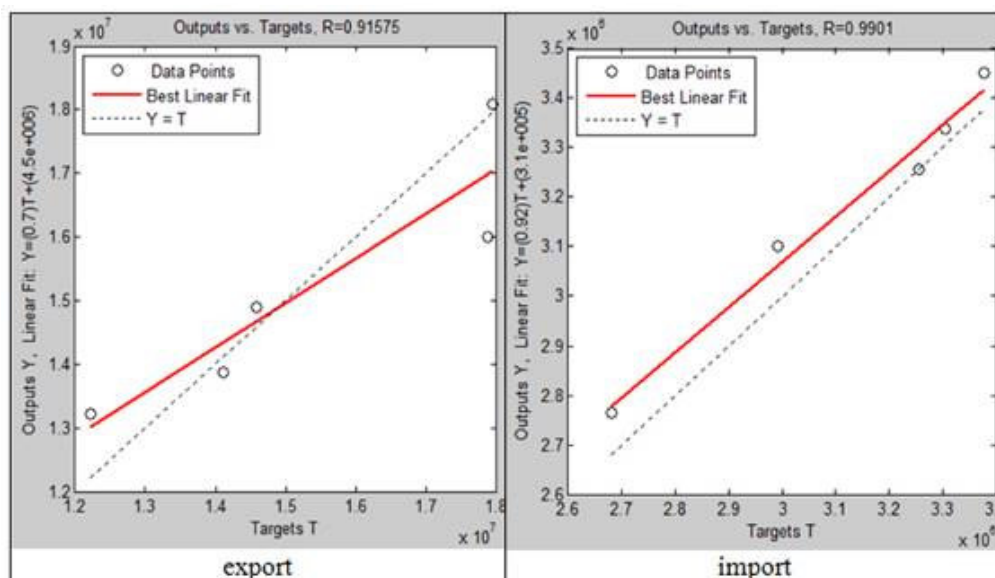 Outputs vs. Targets, R=0.91575
x 10⁷
1.9
1.8
1.7
1.6
1.5
1.4
1.3
1.2
Outputs Y, Linear Fit: Y=(0.7)T+(4.5e+006)
Data Points
Best Linear Fit
Y = T
1.2 1.3 1.4 1.5 1.6 1.7 1.8
Targets T
x 10⁷
export
Outputs vs. Targets, R=0.9901
x 10⁶
3.5
3.4
3.3
3.2
3.1
3
2.9
2.8
2.7
2.6
Outputs Y, Linear Fit: Y=(0.92)T+(3.1e+005)
Data Points
Best Linear Fit
Y = T
2.6 2.7 2.8 2.9 3 3.1 3.2 3.3
Targets T
x 10⁶
import